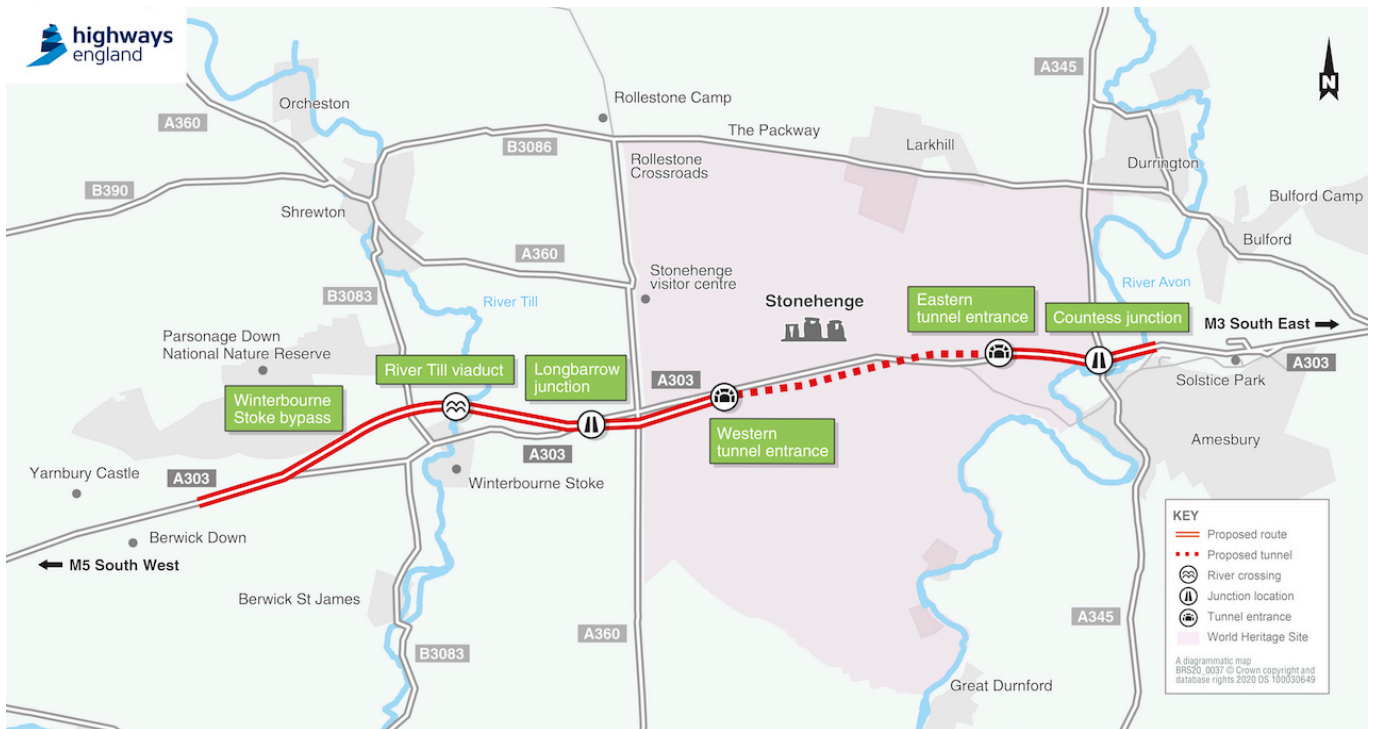 highways
england
A345
N
Orcheston
Rollestone Camp
A360
The Packway
Larkhill
B3086
Rollestone
Crossroads
Durrington
B390
Bulford Camp
Shrewton
Bulford
A360
Stonehenge
visitor centre
River Avon
B3083
River Till
Stonehenge
Eastern
tunnel entrance
Countess junction
M3 South East
Parsonage Down
National Nature Reserve
River Till viaduct
Longbarrow
junction
A303
A303
Solstice Park
Winterbourne
Stoke bypass
Western
tunnel entrance
Amesbury
A303
A303
Yarnbury Castle
Winterbourne Stoke
Berwick Down
M5 South West
Berwick St James
A360
A345
B3083
Great Durnford
KEY
Proposed route
Proposed tunnel
River crossing
Junction location
Tunnel entrance
World Heritage Site
A diagrammatic map
BRS20_0037 © Crown copyright and
database rights 2020 OS 100030649